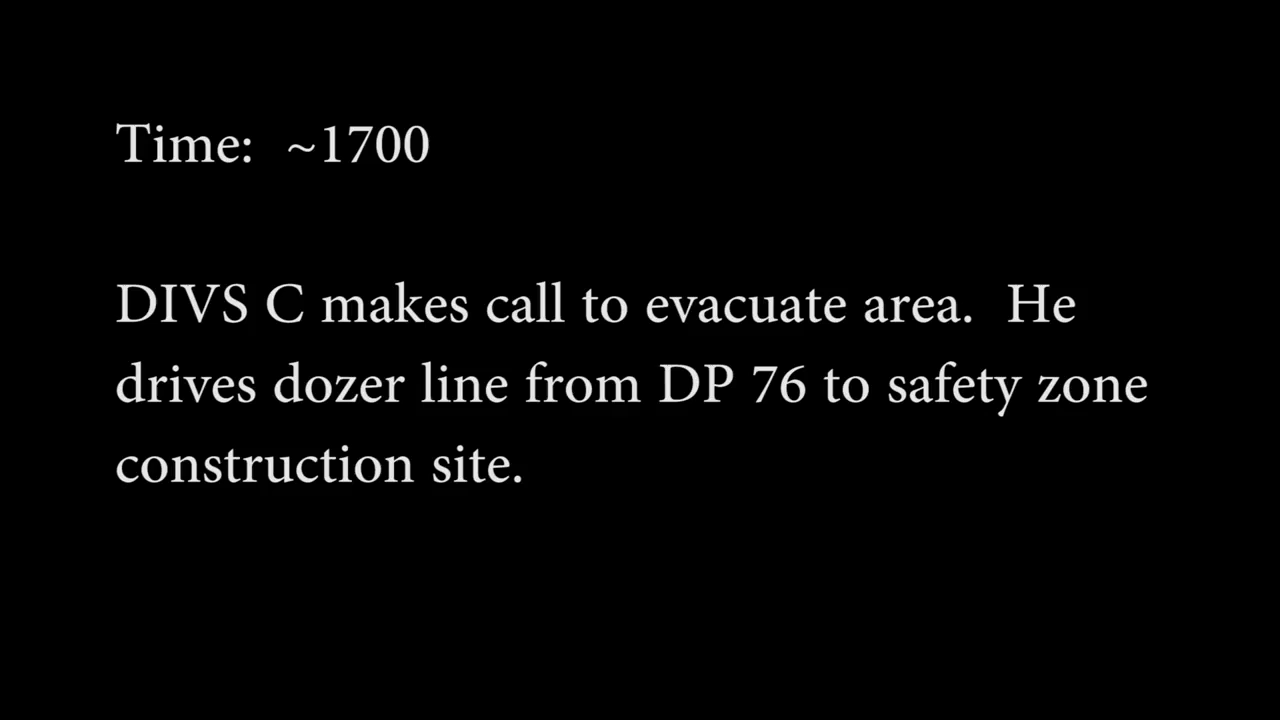 Time:  ~1700
DIVS C makes call to evacuate area.  He
drives dozer line from DP 76 to safety zone
construction site.